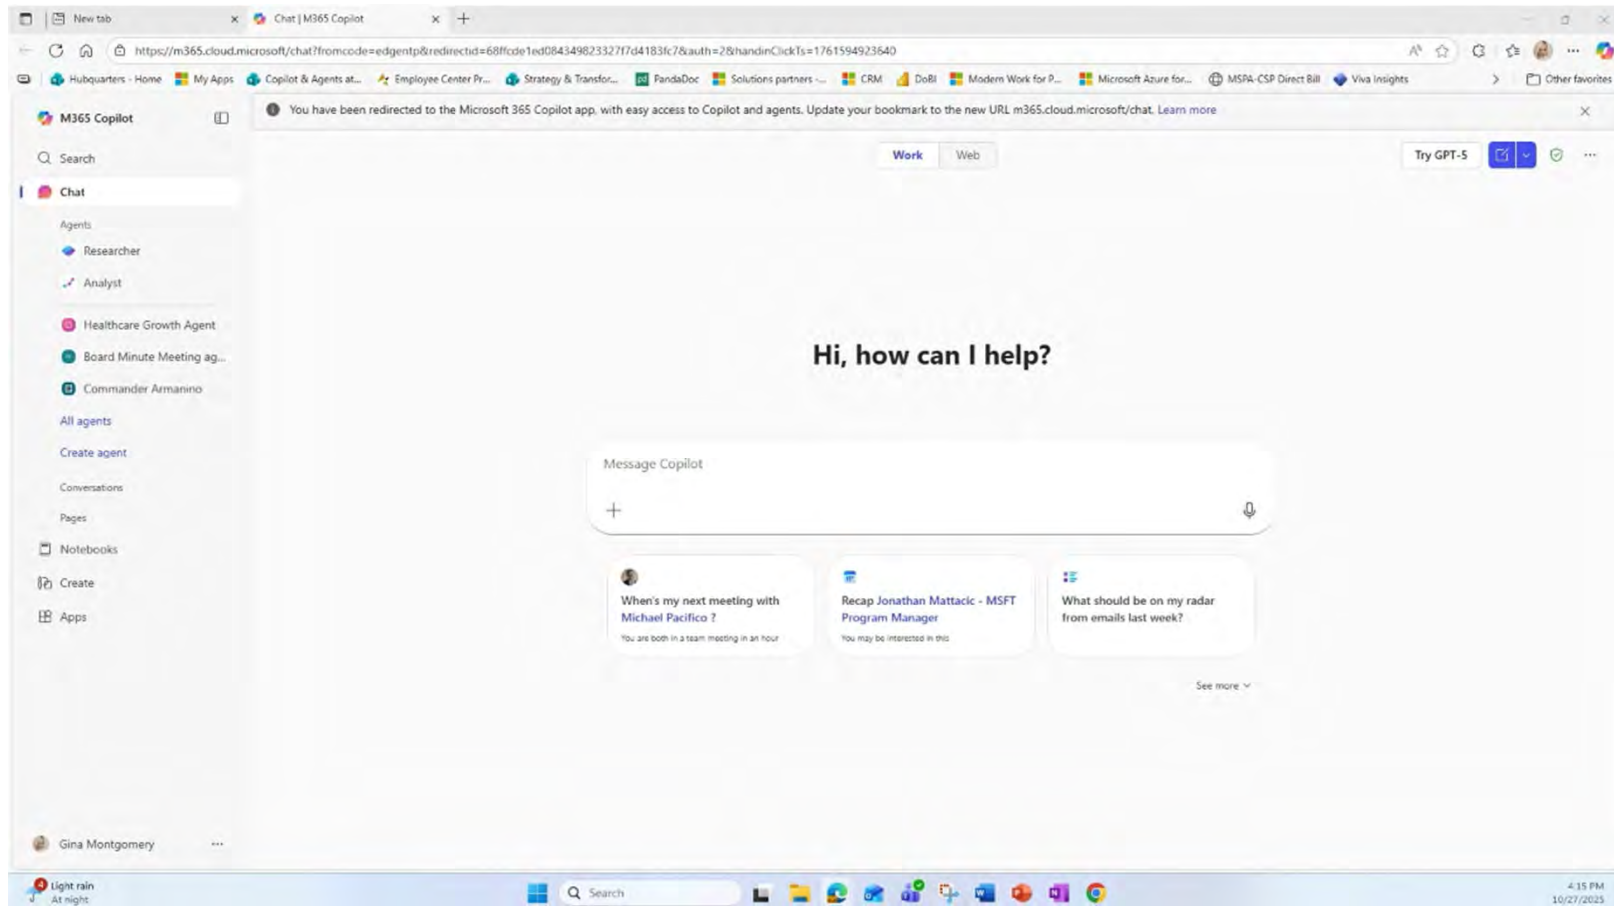 New tab
Chat | M365 Copilot
https://m365.cloud.microsoft/chat?fromcode=edgentp&redirectid=68ffcde1ed084349823327f7d4183fc7&auth=2&handinClickTs=1761594923640
Hubquarters - Home My Apps Copilot & Agents at... Employee Center Pr... Strategy & Transfor... PandaDoc Solutions partners -... CRM DoBI Modern Work for P... Microsoft Azure for... MSPA-CSP Direct Bill Viva Insights Other favorites
M365 Copilot
You have been redirected to the Microsoft 365 Copilot app, with easy access to Copilot and agents. Update your bookmark to the new URL m365.cloud.microsoft/chat. Learn more
Search
Work Web
Try GPT-5
Chat
Agents
Researcher
Analyst
Healthcare Growth Agent
Board Minute Meeting ag...
Commander Armanino
All agents
Create agent
Conversations
Pages
Notebooks
Create
Apps
Hi, how can I help?
Message Copilot
When's my next meeting with
Michael Pacifico ?
You are both in a team meeting in an hour
Recap Jonathan Mattacic - MSFT
Program Manager
You may be interested in this
What should be on my radar
from emails last week?
See more
Gina Montgomery
4
Light rain
At night
Search
4:15 PM
10/27/2025